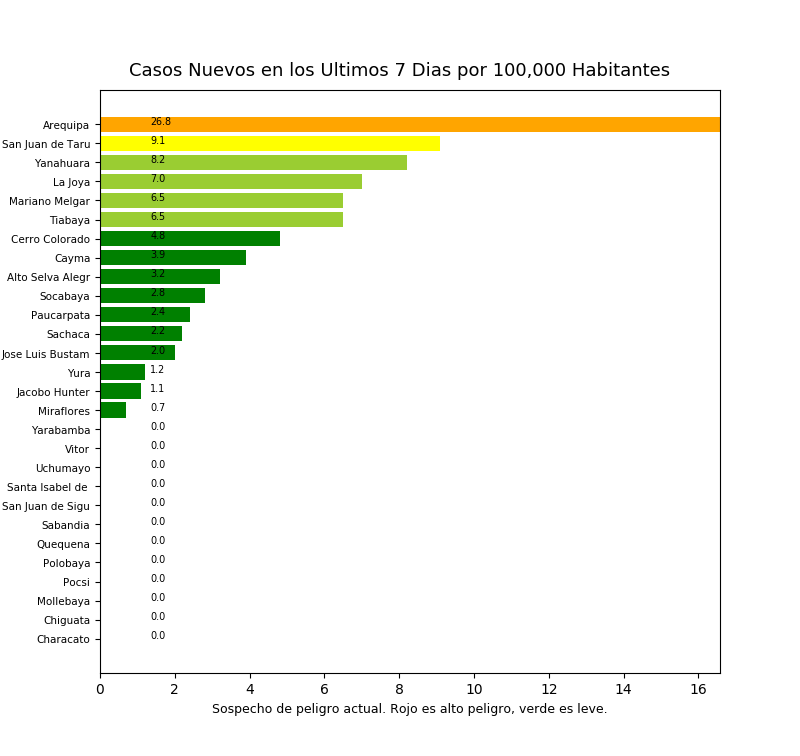 Casos Nuevos en los Ultimos 7 Dias por 100,000 Habitantes
Arequipa 26.8
San Juan de Taru 9.1
Yanahuara 8.2
La Joya 7.0
Mariano Melgar 6.5
Tiabaya 6.5
Cerro Colorado 4.8
Cayma 3.9
Alto Selva Alegr 3.2
Socabaya 2.8
Paucarpata 2.4
Sachaca 2.2
Jose Luis Bustam 2.0
Yura 1.2
Jacobo Hunter 1.1
Miraflores 0.7
Yarabamba 0.0
Vitor 0.0
Uchumayo 0.0
Santa Isabel de 0.0
San Juan de Sigu 0.0
Sabandia 0.0
Quequena 0.0
Polobaya 0.0
Pocsi 0.0
Mollebaya 0.0
Chiguata 0.0
Characato 0.0
0 2 4 6 8 10 12 14 16
Sospecho de peligro actual. Rojo es alto peligro, verde es leve.